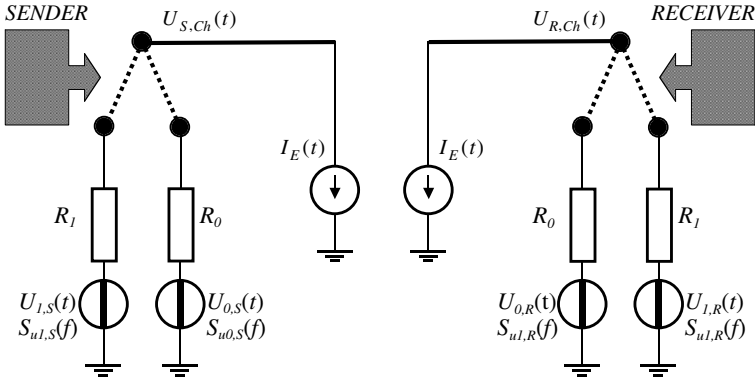 SENDER
U_{S,Ch}(t)
U_{R,Ch}(t)
RECEIVER
I_E(t)
I_E(t)
R_1
R_0
R_0
R_1
U_{1,S}(t)
S_{u1,S}(f)
U_{0,S}(t)
S_{u0,S}(f)
U_{0,R}(t)
S_{u1,R}(f)
U_{1,R}(t)
S_{u1,R}(f)